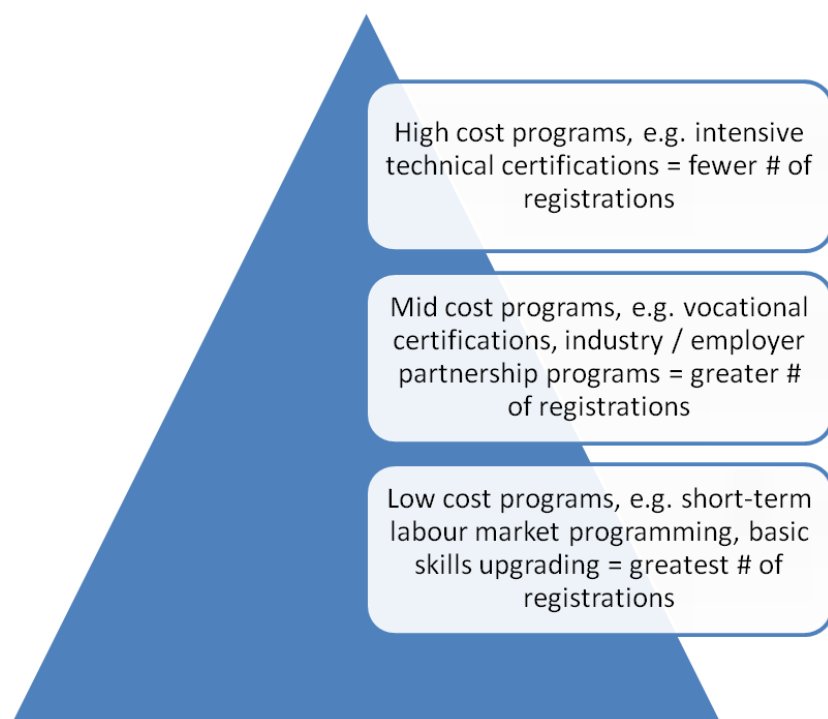 High cost programs, e.g. intensive
technical certifications = fewer # of
registrations
Mid cost programs, e.g. vocational
certifications, industry / employer
partnership programs = greater #
of registrations
Low cost programs, e.g. short-term
labour market programming, basic
skills upgrading = greatest # of
registrations